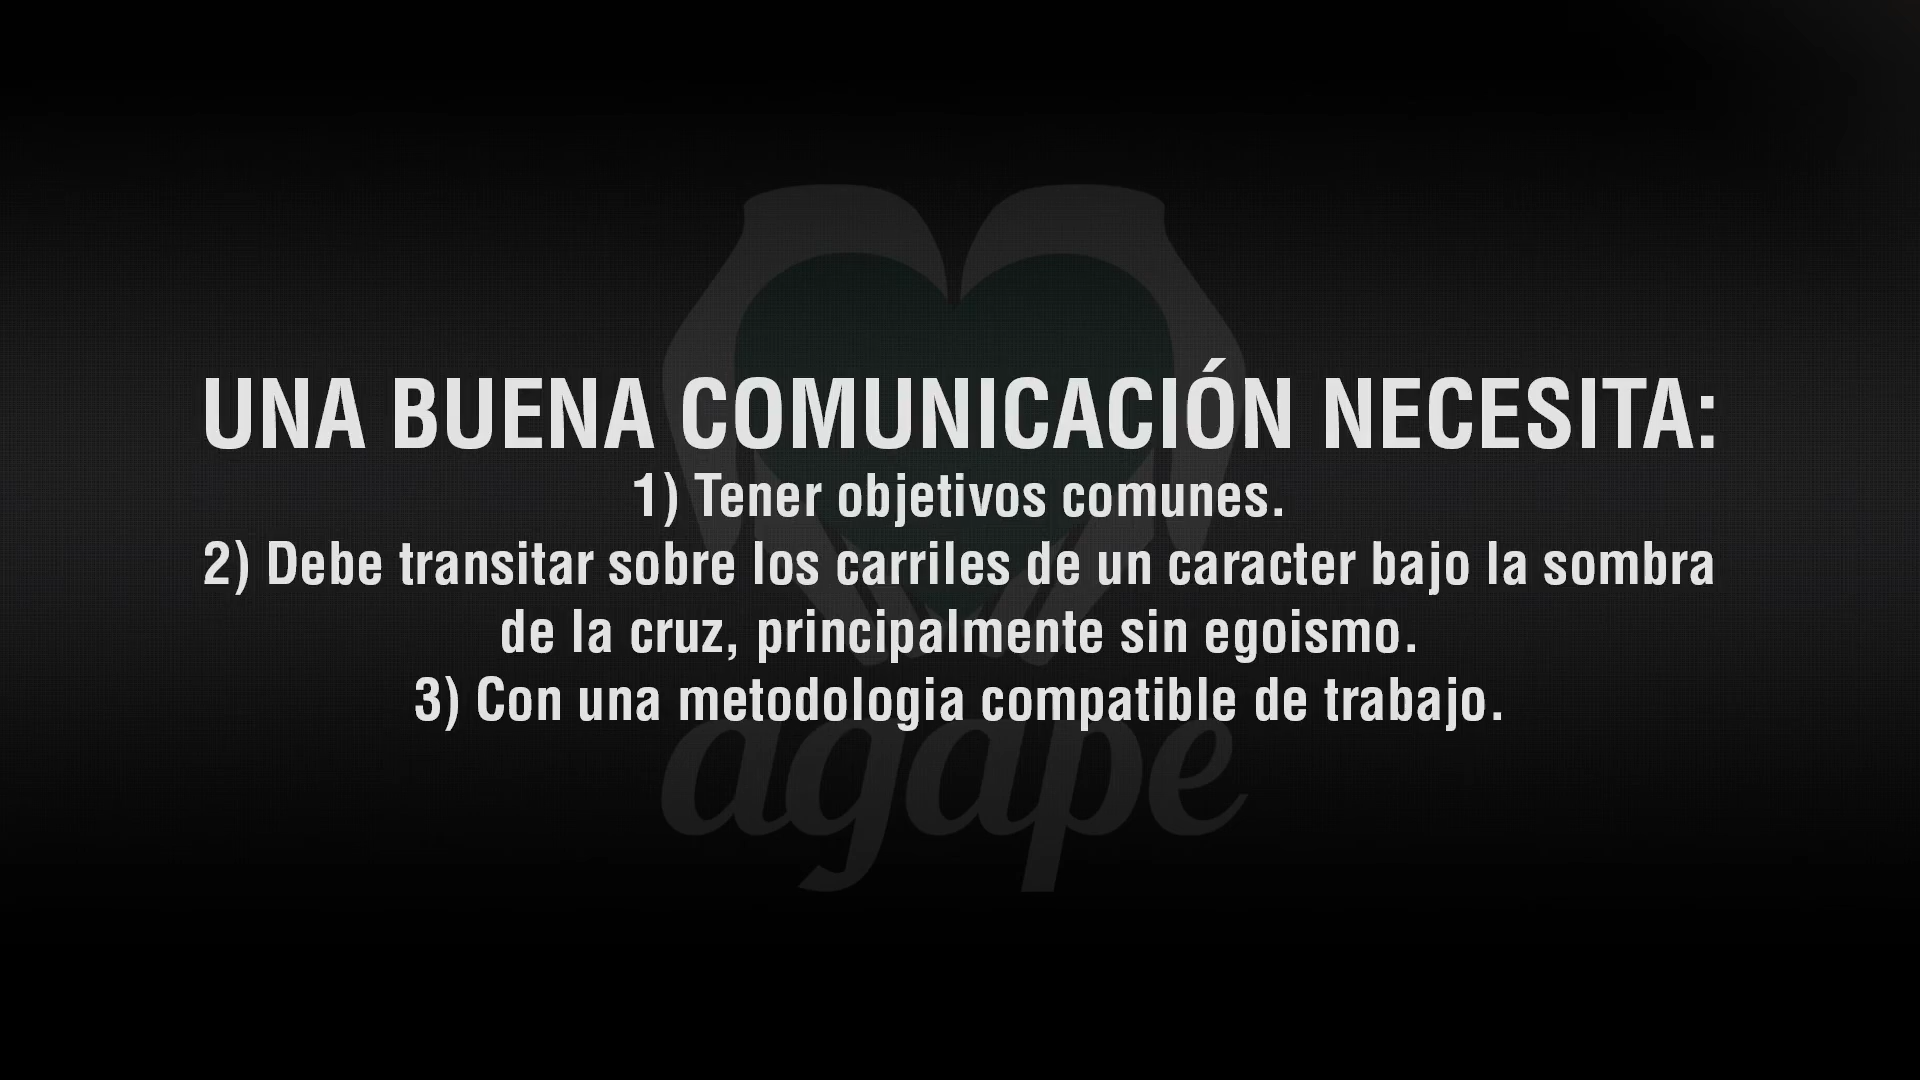 UNA BUENA COMUNICACIÓN NECESITA:
1) Tener objetivos comunes.
2) Debe transitar sobre los carriles de un caracter bajo la sombra
de la cruz, principalmente sin egoismo.
3) Con una metodologia compatible de trabajo.
agape